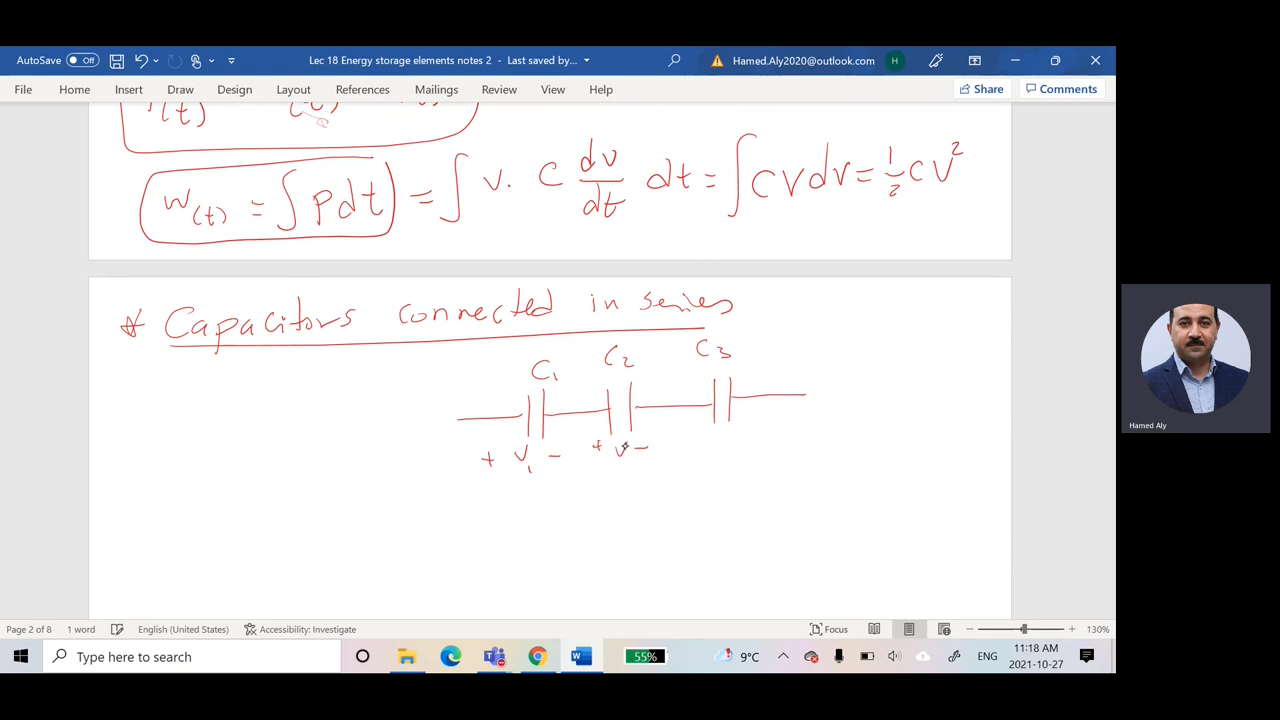 AutoSave Off
Lec 18 Energy storage elements notes 2 - Last saved by...
Hamed.Aly2020@outlook.com H
File Home Insert Draw Design Layout References Mailings Review View Help Share Comments
(t) (t)
w(t) = ∫ P dt = ∫ v. C dv/dt dt = ∫ C V dv = 1/2 C V²
* Capacitors connected in series
C1 C2 C3
+ V1 - + V -
Hamed Aly
Page 2 of 8 1 word English (United States) Accessibility: Investigate Focus 130%
Type here to search 55% 9°C ENG 11:18 AM
2021-10-27